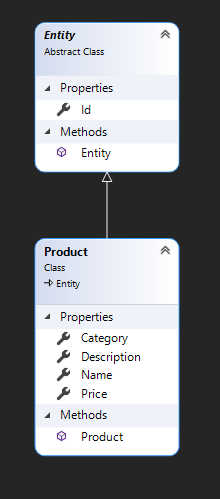 Entity
Abstract Class
Properties
Id
Methods
Entity
Product
Class
Entity
Properties
Category
Description
Name
Price
Methods
Product